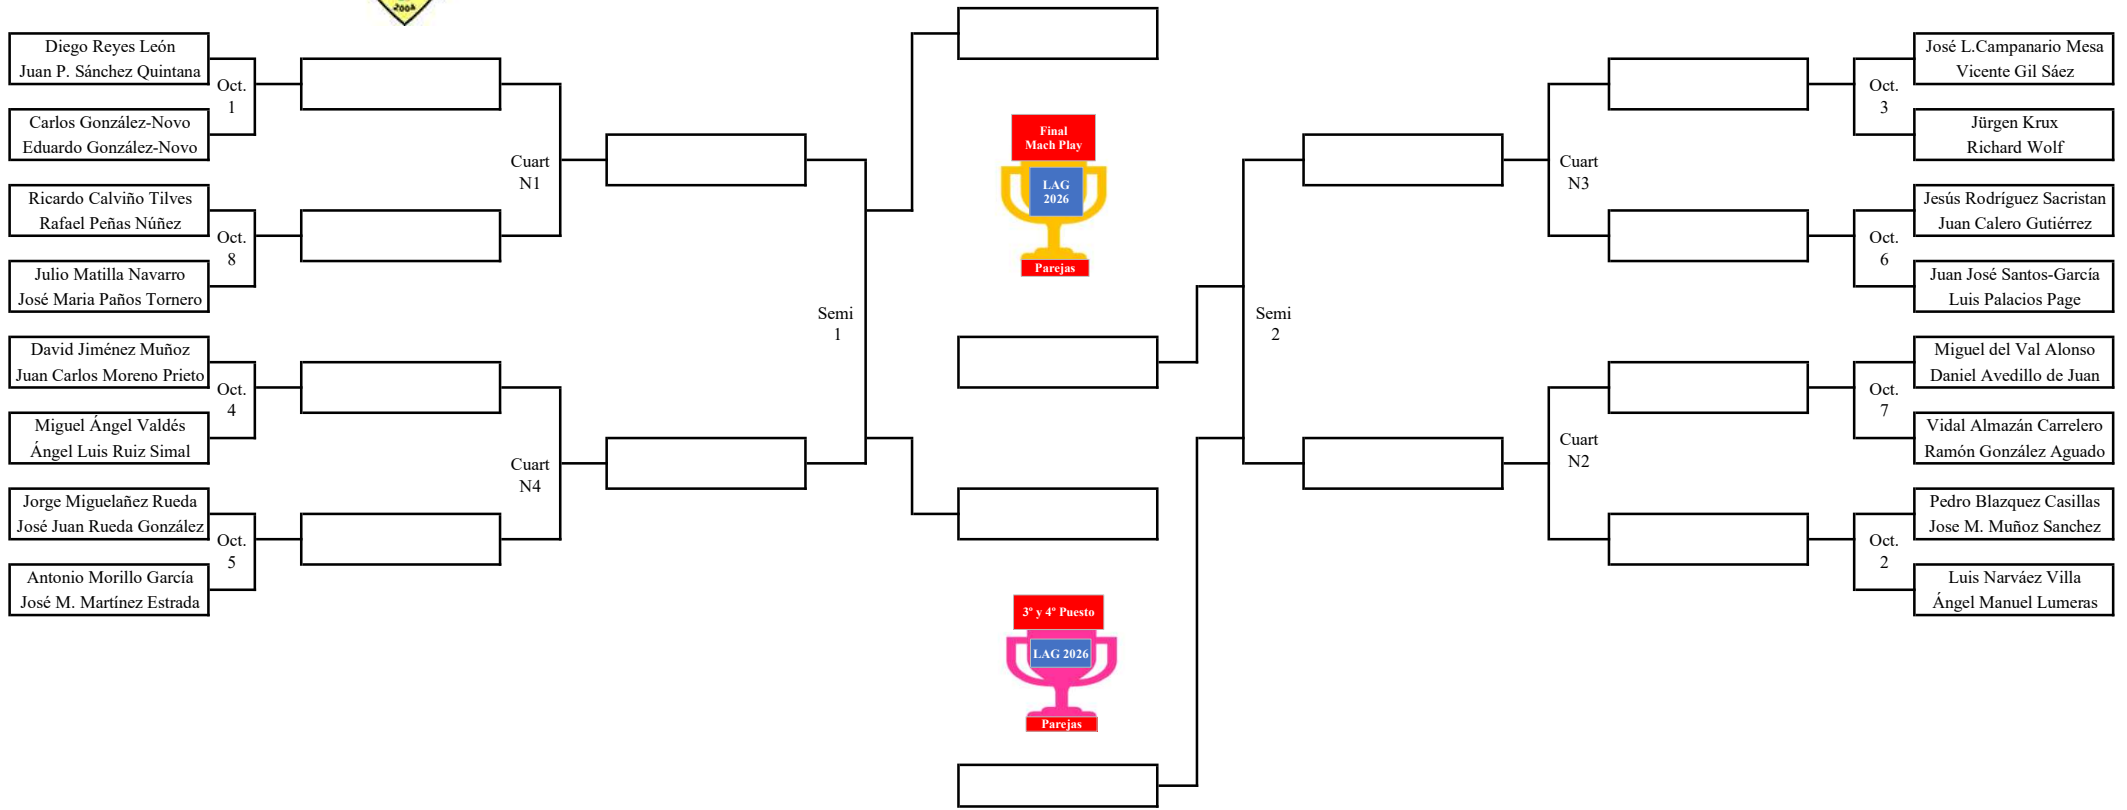 2004
Diego Reyes León
Juan P. Sánchez Quintana
Oct.
1
Carlos González-Novo
Eduardo González-Novo
Ricardo Calviño Tilves
Rafael Peñas Núñez
Oct.
8
Julio Matilla Navarro
José Maria Paños Tornero
David Jiménez Muñoz
Juan Carlos Moreno Prieto
Oct.
4
Miguel Ángel Valdés
Ángel Luis Ruiz Simal
Jorge Miguelañez Rueda
José Juan Rueda González
Oct.
5
Antonio Morillo García
José M. Martínez Estrada
Cuart
N1
Cuart
N4
Semi
1
Final
Mach Play
LAG
2026
Parejas
3º y 4º Puesto
LAG 2026
Parejas
Semi
2
Cuart
N3
Cuart
N2
José L.Campanario Mesa
Vicente Gil Sáez
Oct.
3
Jürgen Krux
Richard Wolf
Jesús Rodríguez Sacristan
Juan Calero Gutiérrez
Oct.
6
Juan José Santos-García
Luis Palacios Page
Miguel del Val Alonso
Daniel Avedillo de Juan
Oct.
7
Vidal Almazán Carrelero
Ramón González Aguado
Pedro Blazquez Casillas
Jose M. Muñoz Sanchez
Oct.
2
Luis Narváez Villa
Ángel Manuel Lumeras